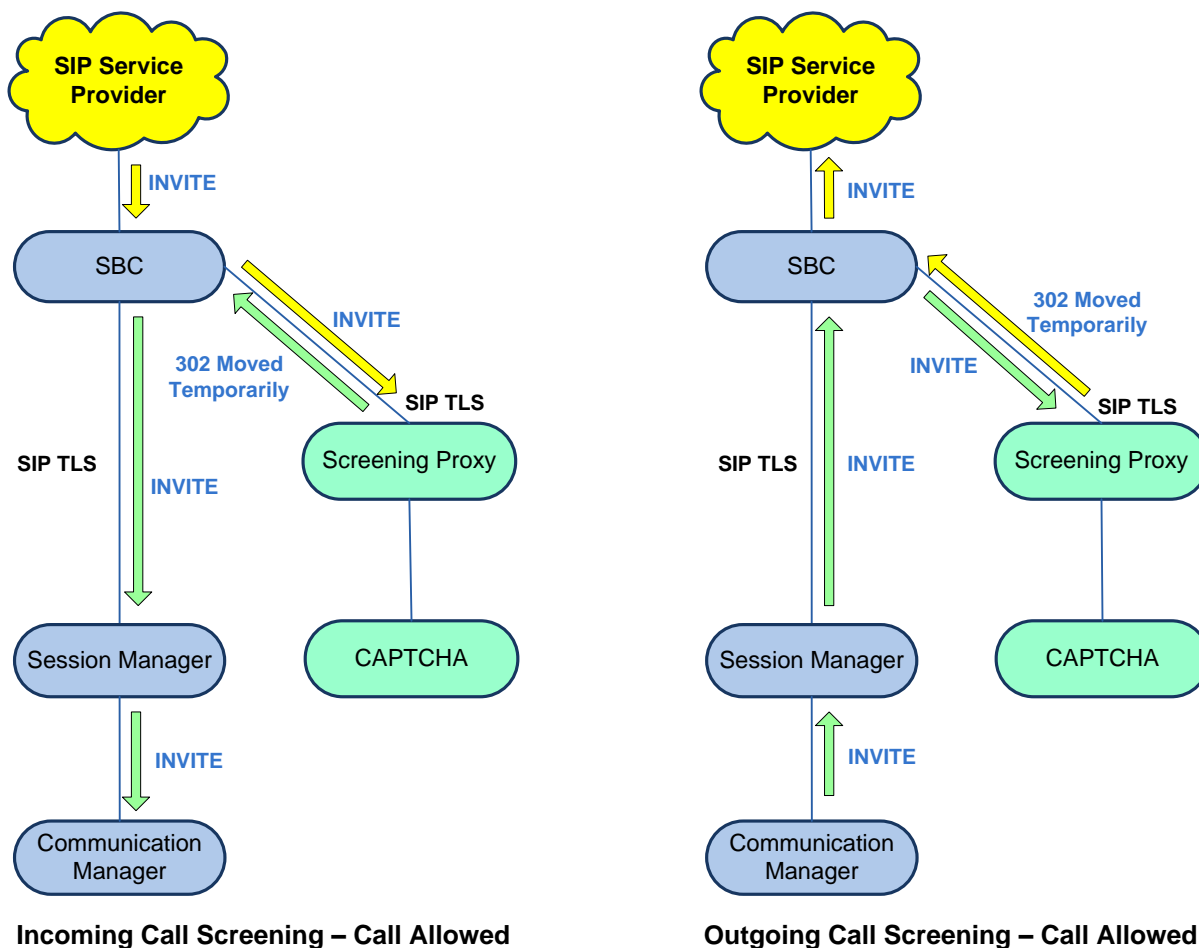 SIP Service
Provider
INVITE
SBC
INVITE
302 Moved
Temporarily
SIP TLS
Screening Proxy
SIP TLS
INVITE
Session Manager
CAPTCHA
INVITE
Communication
Manager
Incoming Call Screening – Call Allowed
SIP Service
Provider
INVITE
SBC
302 Moved
Temporarily
INVITE
SIP TLS
Screening Proxy
SIP TLS
INVITE
Session Manager
CAPTCHA
INVITE
Communication
Manager
Outgoing Call Screening – Call Allowed